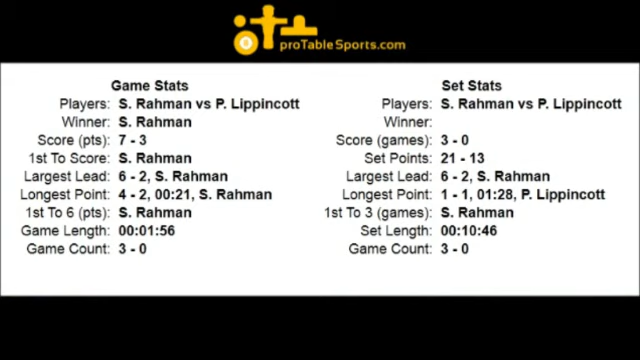 proTableSports.com
Game Stats
Players: S. Rahman vs P. Lippincott
Winner: S. Rahman
Score (pts): 7 - 3
1st To Score: S. Rahman
Largest Lead: 6 - 2, S. Rahman
Longest Point: 4 - 2, 00:21, S. Rahman
1st To 6 (pts): S. Rahman
Game Length: 00:01:56
Game Count: 3 - 0
Set Stats
Players: S. Rahman vs P. Lippincott
Winner:
Score (games): 3 - 0
Set Points: 21 - 13
Largest Lead: 6 - 2, S. Rahman
Longest Point: 1 - 1, 01:28, P. Lippincott
1st To 3 (games): S. Rahman
Set Length: 00:10:46
Game Count: 3 - 0